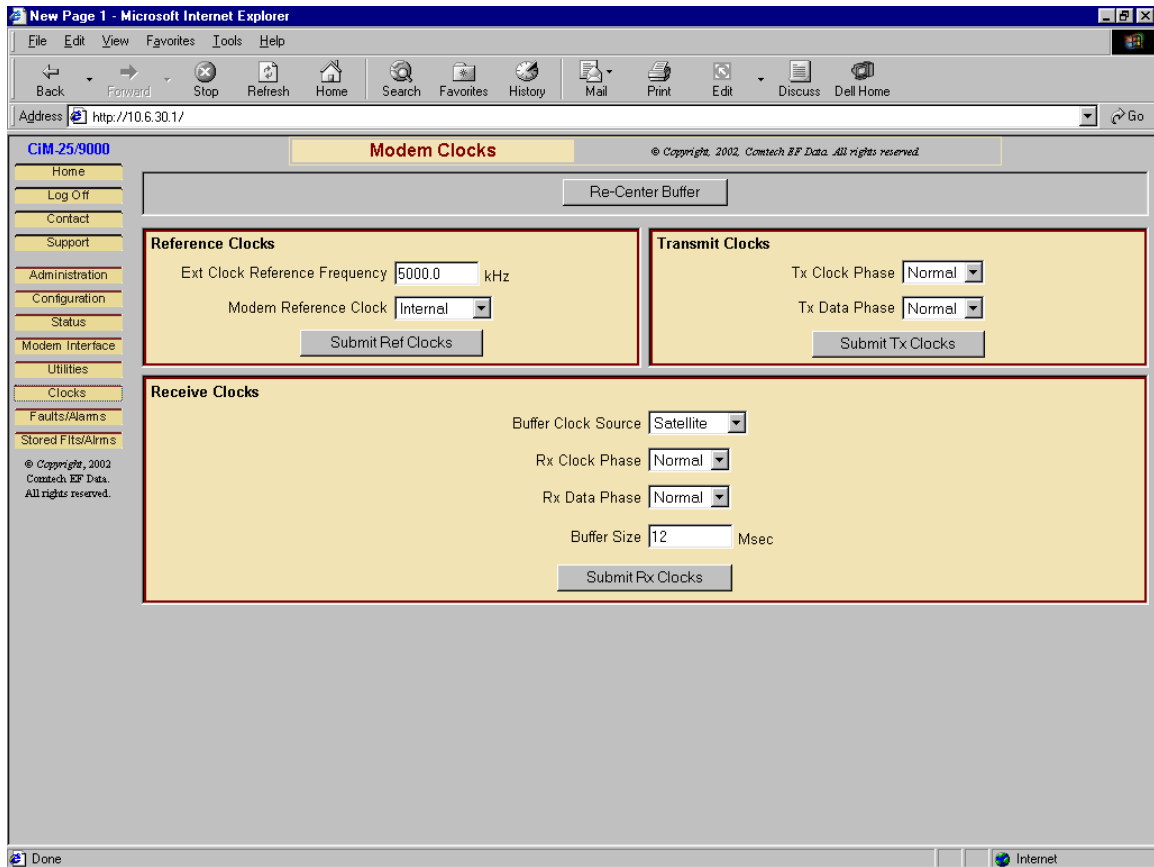 New Page 1 - Microsoft Internet Explorer
File Edit View Favorites Tools Help
Back Forward Stop Refresh Home Search Favorites History Mail Print Edit Discuss Dell Home
Address http://10.6.30.1/ Go
CiM-25/9000
Home
Log Off
Contact
Support
Administration
Configuration
Status
Modem Interface
Utilities
Clocks
Faults/Alarms
Stored Flts/Alrms
© Copyright, 2002
Comtech EF Data.
All rights reserved.
Modem Clocks
© Copyright, 2002, Comtech EF Data. All rights reserved.
Re-Center Buffer
Reference Clocks
Ext Clock Reference Frequency 5000.0 kHz
Modem Reference Clock Internal
Submit Ref Clocks
Transmit Clocks
Tx Clock Phase Normal
Tx Data Phase Normal
Submit Tx Clocks
Receive Clocks
Buffer Clock Source Satellite
Rx Clock Phase Normal
Rx Data Phase Normal
Buffer Size 12 Msec
Submit Rx Clocks
Done
Internet